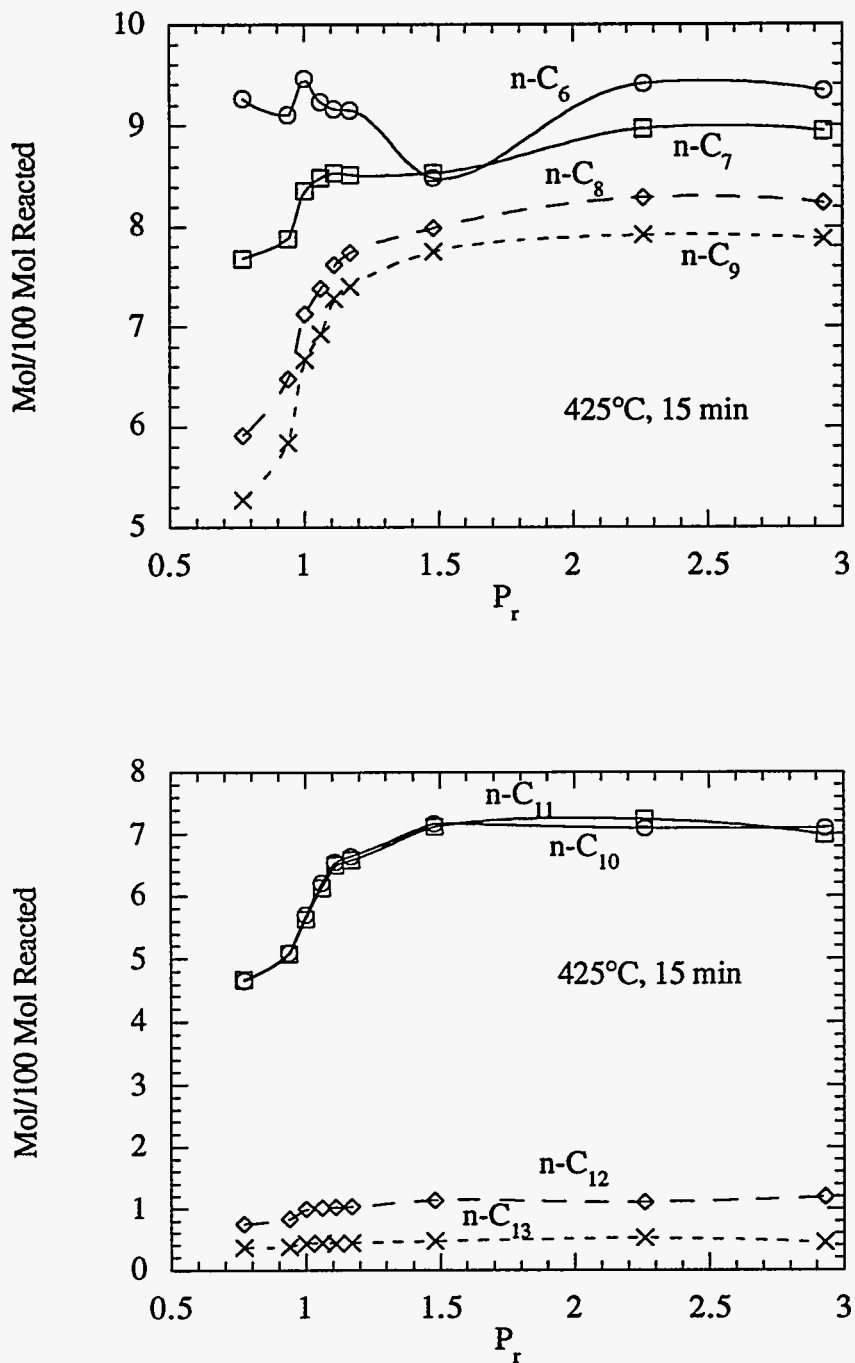 10
9
8
7
6
5
Mol/100 Mol Reacted
n-C₆
n-C₇
n-C₈
n-C₉
425°C, 15 min
0.5 1 1.5 2 2.5 3
Pᵣ
8
7
6
5
4
3
2
1
0
Mol/100 Mol Reacted
n-C₁₁
n-C₁₀
425°C, 15 min
n-C₁₂
n-C₁₃
0.5 1 1.5 2 2.5 3
Pᵣ